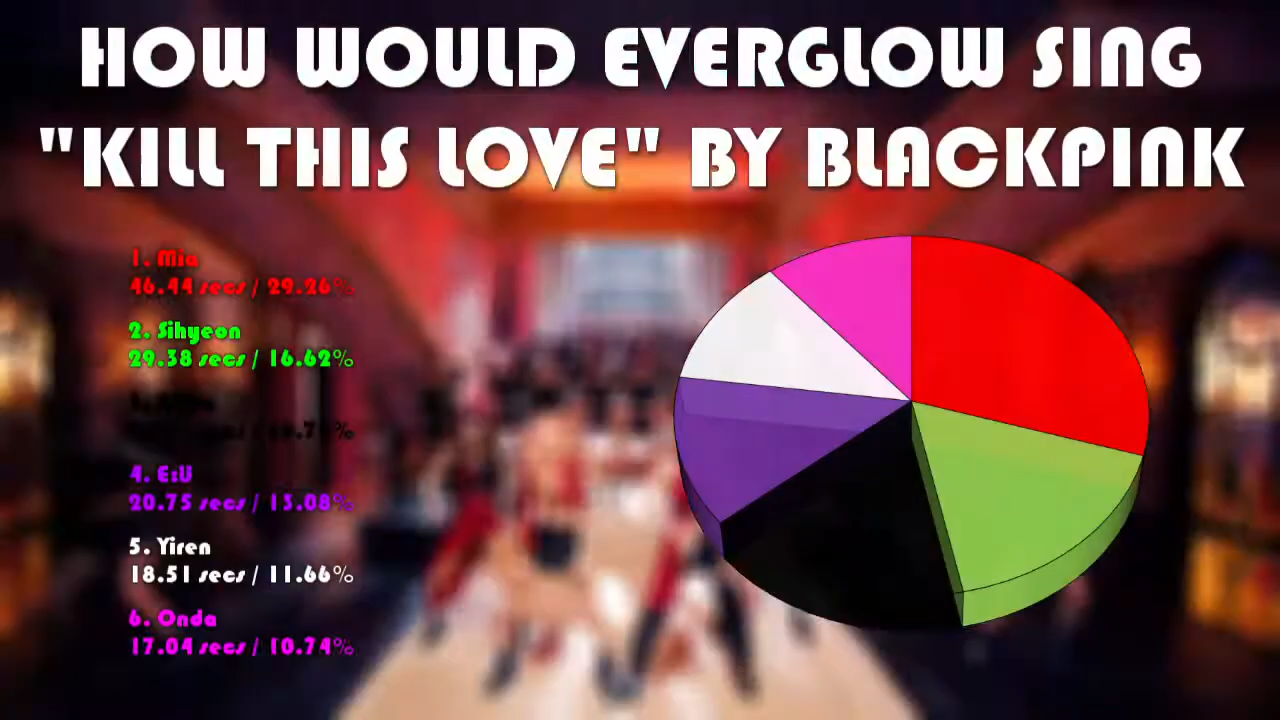 HOW WOULD EVERGLOW SING
"KILL THIS LOVE" BY BLACKPINK
1. Mia
46.44 secs / 29.26%
2. Sihyeon
29.38 secs / 16.62%
3.
secs /
4. E:U
20.75 secs / 13.08%
5. Yiren
18.51 secs / 11.66%
6. Onda
17.04 secs / 10.74%